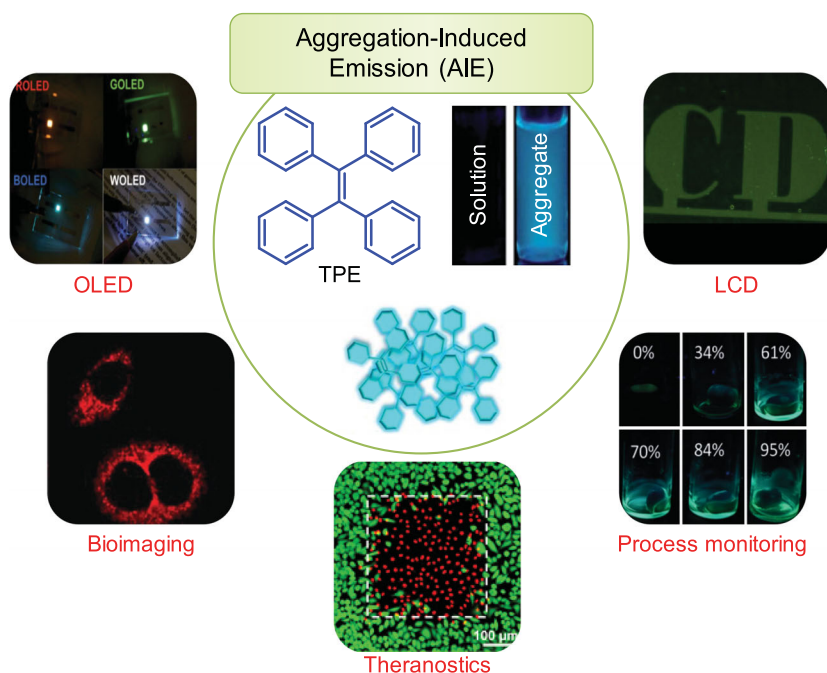 Aggregation-Induced
Emission (AIE)
ROLED
GOLED
BOLED
WOLED
OLED
TPE
Solution
Aggregate
CD
LCD
Bioimaging
0%
34%
61%
70%
84%
95%
Process monitoring
100 μm
Theranostics